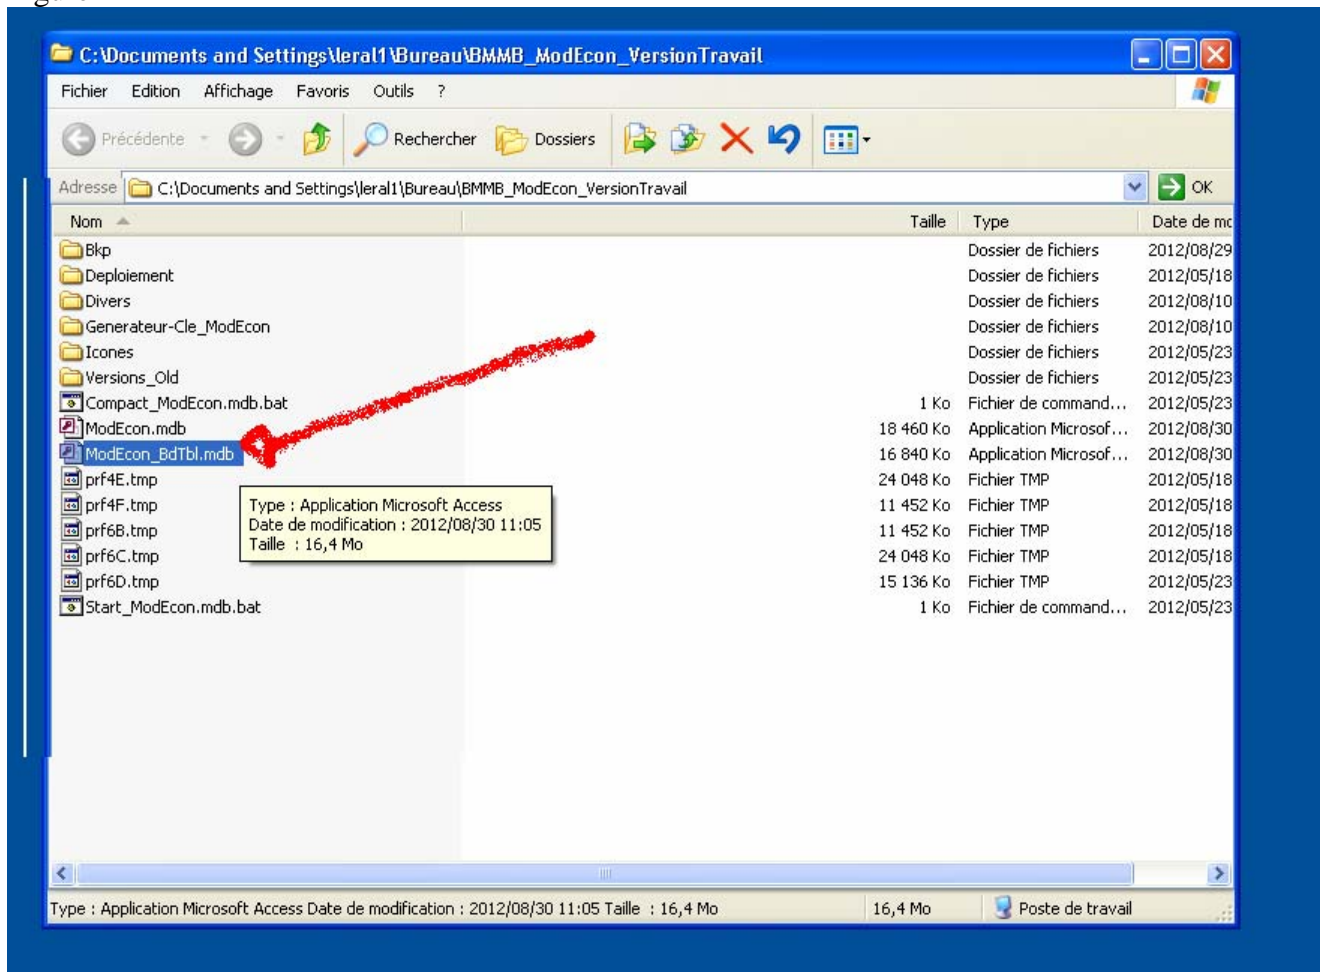 C:\Documents and Settings\leral1\Bureau\BMMB_ModEcon_VersionTravail
Fichier Edition Affichage Favoris Outils ?
Précédente Rechercher Dossiers
Adresse C:\Documents and Settings\leral1\Bureau\BMMB_ModEcon_VersionTravail OK
Nom Taille Type Date de mo
Bkp Dossier de fichiers 2012/08/29
Deploiement Dossier de fichiers 2012/05/18
Divers Dossier de fichiers 2012/08/10
Generateur-Cle_ModEcon Dossier de fichiers 2012/08/10
Icones Dossier de fichiers 2012/05/23
Versions_Old Dossier de fichiers 2012/05/23
Compact_ModEcon.mdb.bat 1 Ko Fichier de command... 2012/05/23
ModEcon.mdb 18 460 Ko Application Microsof... 2012/08/30
ModEcon_BdTbl.mdb 16 840 Ko Application Microsof... 2012/08/30
prf4E.tmp 24 048 Ko Fichier TMP 2012/05/18
prf4F.tmp 11 452 Ko Fichier TMP 2012/05/18
prf6B.tmp 11 452 Ko Fichier TMP 2012/05/18
prf6C.tmp 24 048 Ko Fichier TMP 2012/05/18
prf6D.tmp 15 136 Ko Fichier TMP 2012/05/23
Start_ModEcon.mdb.bat 1 Ko Fichier de command... 2012/05/23
Type : Application Microsoft Access
Date de modification : 2012/08/30 11:05
Taille : 16,4 Mo
Type : Application Microsoft Access Date de modification : 2012/08/30 11:05 Taille : 16,4 Mo 16,4 Mo Poste de travail